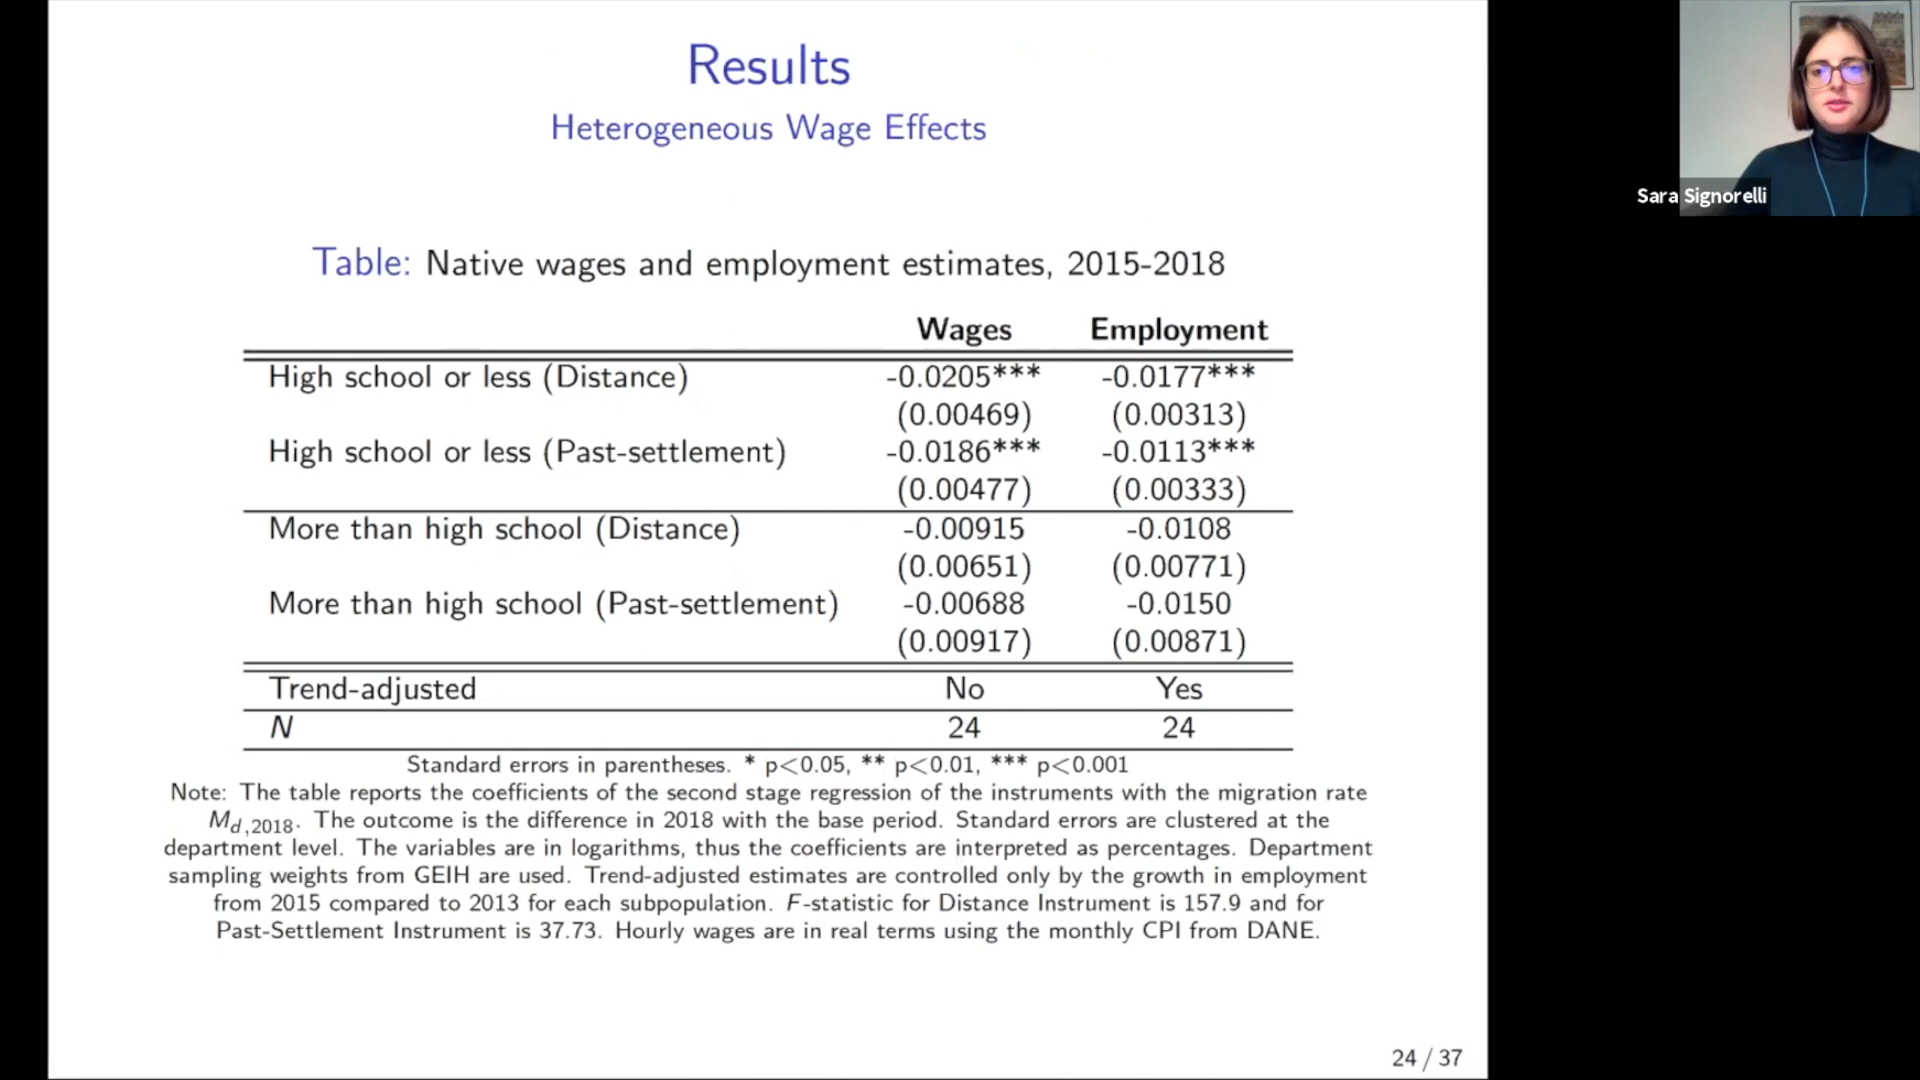 Results
Heterogeneous Wage Effects
Sara Signorelli
Table: Native wages and employment estimates, 2015-2018
Wages Employment
High school or less (Distance) -0.0205*** -0.0177***
(0.00469) (0.00313)
High school or less (Past-settlement) -0.0186*** -0.0113***
(0.00477) (0.00333)
More than high school (Distance) -0.00915 -0.0108
(0.00651) (0.00771)
More than high school (Past-settlement) -0.00688 -0.0150
(0.00917) (0.00871)
Trend-adjusted No Yes
N 24 24
Standard errors in parentheses. * p<0.05, ** p<0.01, *** p<0.001
Note: The table reports the coefficients of the second stage regression of the instruments with the migration rate
M_{d,2018}. The outcome is the difference in 2018 with the base period. Standard errors are clustered at the
department level. The variables are in logarithms, thus the coefficients are interpreted as percentages. Department
sampling weights from GEIH are used. Trend-adjusted estimates are controlled only by the growth in employment
from 2015 compared to 2013 for each subpopulation. F-statistic for Distance Instrument is 157.9 and for
Past-Settlement Instrument is 37.73. Hourly wages are in real terms using the monthly CPI from DANE.
24 / 37